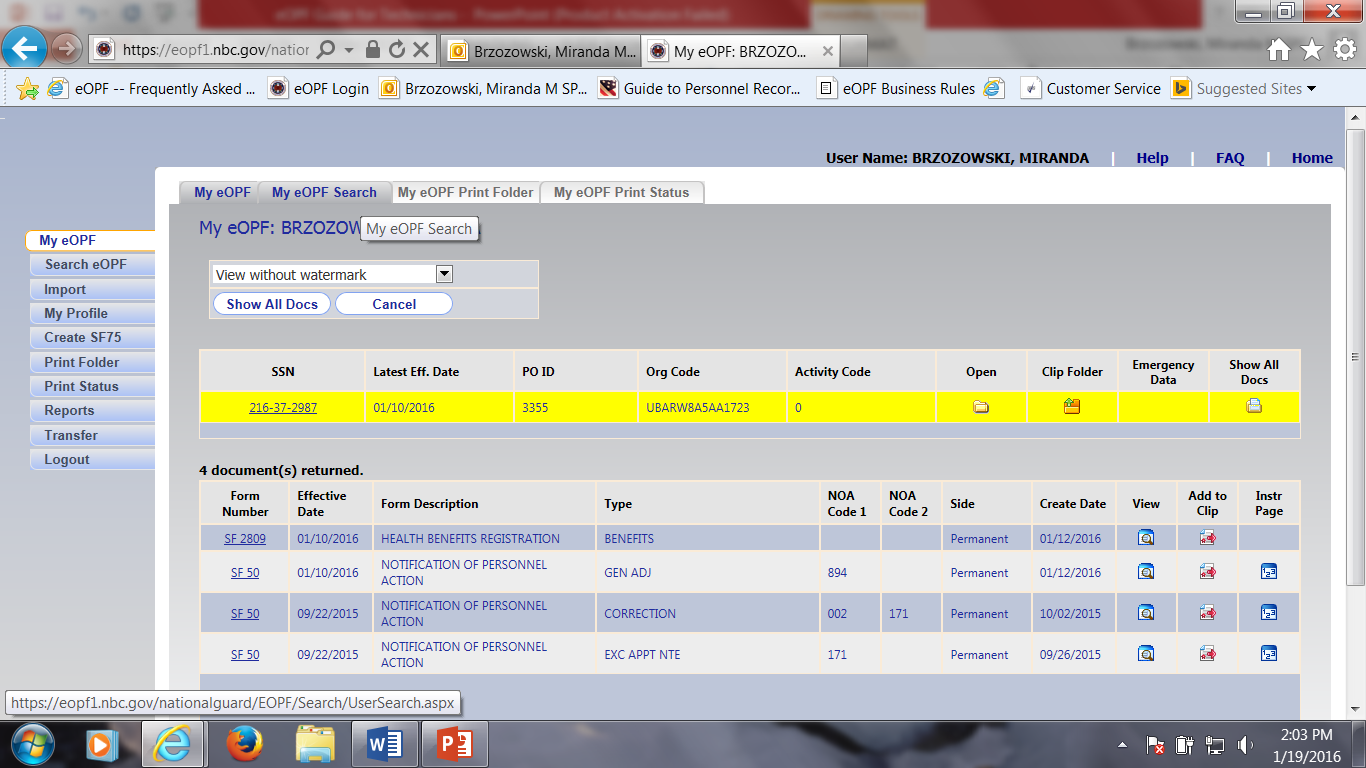 eOPF Guide for Technicians - PowerPoint (Product Activation Failed)
https://eopf1.nbc.gov/nation
Brzozowski, Miranda M...
My eOPF: BRZOZO...
eOPF -- Frequently Asked ...
eOPF Login
Brzozowski, Miranda M SP...
Guide to Personnel Recor...
eOPF Business Rules
Customer Service
Suggested Sites
User Name: BRZOZOWSKI, MIRANDA | Help | FAQ | Home
My eOPF
My eOPF Search
My eOPF Print Folder
My eOPF Print Status
My eOPF: BRZOZOW
My eOPF Search
My eOPF
Search eOPF
Import
My Profile
Create SF75
Print Folder
Print Status
Reports
Transfer
Logout
View without watermark
Show All Docs
Cancel
SSN Latest Eff. Date PO ID Org Code Activity Code Open Clip Folder Emergency Data Show All Docs
216-37-2987 01/10/2016 3355 UBARW8A5AA1723 0
4 document(s) returned.
Form Number Effective Date Form Description Type NOA Code 1 NOA Code 2 Side Create Date View Add to Clip Instr Page
SF 2809 01/10/2016 HEALTH BENEFITS REGISTRATION BENEFITS Permanent 01/12/2016
SF 50 01/10/2016 NOTIFICATION OF PERSONNEL ACTION GEN ADJ 894 Permanent 01/12/2016
SF 50 09/22/2015 NOTIFICATION OF PERSONNEL ACTION CORRECTION 002 171 Permanent 10/02/2015
SF 50 09/22/2015 NOTIFICATION OF PERSONNEL ACTION EXC APPT NTE 171 Permanent 09/26/2015
https://eopf1.nbc.gov/nationalguard/EOPF/Search/UserSearch.aspx
2:03 PM
1/19/2016